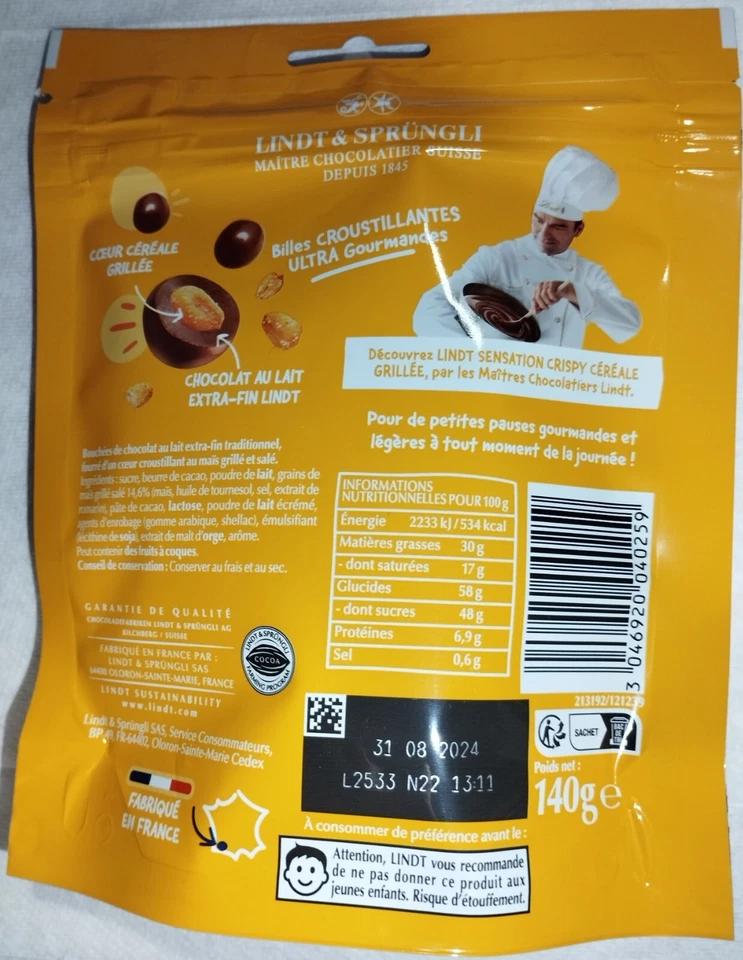 LINDT & SPRÜNGLI
MAÎTRE CHOCOLATIER SUISSE
DEPUIS 1845
CŒUR CÉRÉALE
GRILLÉE
Billes CROUSTILLANTES
ULTRA Gourmandes
CHOCOLAT AU LAIT
EXTRA-FIN LINDT
Découvrez LINDT SENSATION CRISPY CÉRÉALE
GRILLÉE, par les Maîtres Chocolatiers Lindt.
Pour de petites pauses gourmandes et
légères à tout moment de la journée !
Bouchées de chocolat au lait extra-fin traditionnel,
fourré d'un cœur croustillant au maïs grillé et salé.
Ingrédients : sucre, beurre de cacao, poudre de lait, grains de
maïs grillé salé 14,6% (maïs, huile de tournesol, sel, extrait de
romarin), pâte de cacao, lactose, poudre de lait écrémé,
agents d'enrobage (gomme arabique, shellac), émulsifiant
(lécithine de soja), extrait de malt d'orge, arôme.
Peut contenir des fruits à coques.
Conseil de conservation : Conserver au frais et au sec.
INFORMATIONS
NUTRITIONNELLES POUR 100 g
Énergie 2233 kJ / 534 kcal
Matières grasses 30 g
- dont saturées 17 g
Glucides 58 g
- dont sucres 48 g
Protéines 6,9 g
Sel 0,6 g
3 046920 040259
GARANTIE DE QUALITÉ
CHOCOLADEFABRIKEN LINDT & SPRÜNGLI AG
KILCHBERG / SUISSE
FABRIQUÉ EN FRANCE PAR :
LINDT & SPRÜNGLI SAS
64400 OLORON-SAINTE-MARIE, FRANCE
LINDT SUSTAINABILITY
www.lindt.com
LINDT & SPRÜNGLI
COCOA
FARMING PROGRAM
Lindt & Sprüngli SAS, Service Consommateurs,
BP 49, FR-64402, Oloron-Sainte-Marie Cedex
FABRIQUÉ
EN FRANCE
31 08 2024
L2533 N22 13:11
À consommer de préférence avant le :
SACHET
BAC
DE
TRI
Poids net :
140g e
Attention, LINDT vous recommande
de ne pas donner ce produit aux
jeunes enfants. Risque d'étouffement.